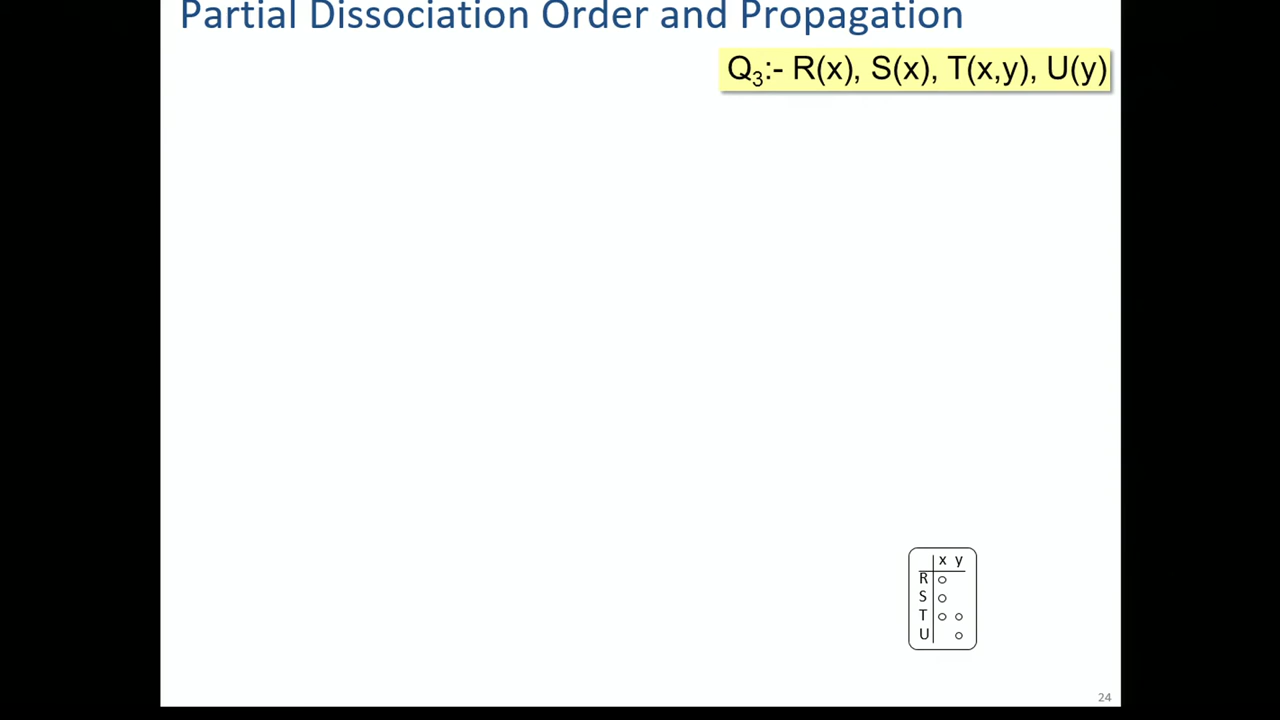 Partial Dissociation Order and Propagation
Q₃:- R(x), S(x), T(x,y), U(y)
x y
R ○
S ○
T ○ ○
U ○
24